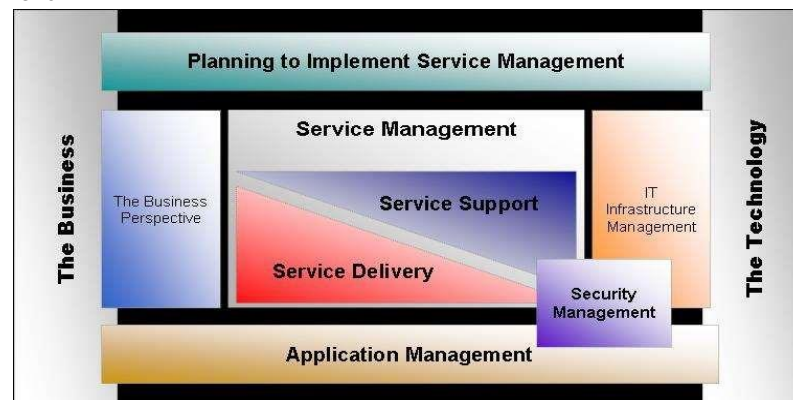 Planning to Implement Service Management
The Business
The Business
Perspective
Service Management
Service Support
Service Delivery
IT
Infrastructure
Management
The Technology
Security
Management
Application Management